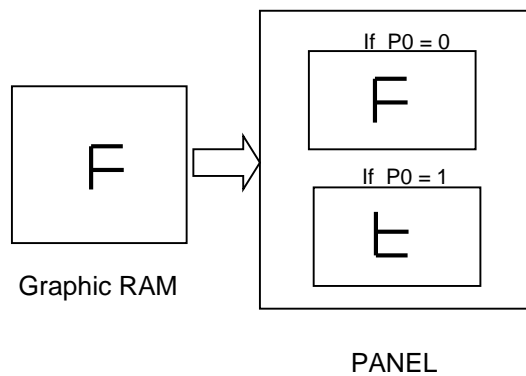 If P0 = 0
F
F
If P0 = 1
Graphic RAM
PANEL